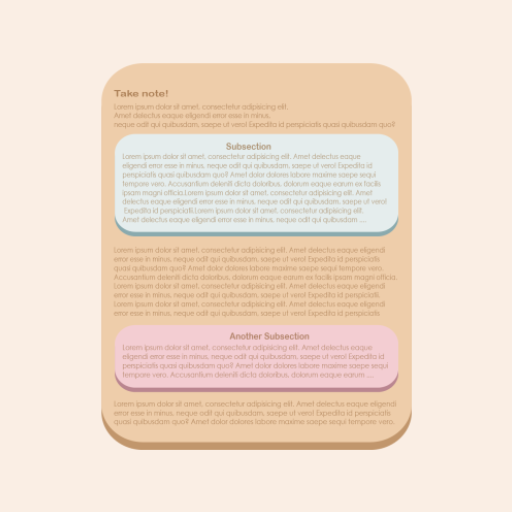 Take note!
Lorem ipsum dolor sit amet, consectetur adipisicing elit.
Amet delectus eaque eligendi error esse in minus,
neque odit qui quibusdam, saepe ut vero! Expedita id perspiciatis quasi quibusdam quo?
Subsection
Lorem ipsum dolor sit amet, consectetur adipisicing elit. Amet delectus eaque
eligendi error esse in minus, neque odit qui quibusdam, saepe ut vero! Expedita id
perspiciatis quasi quibusdam quo? Amet dolor dolores labore maxime saepe sequi
tempore vero. Accusantium deleniti dicta doloribus, dolorum eaque earum ex facilis
ipsam magni officia.Lorem ipsum dolor sit amet, consectetur adipisicing elit.
Amet delectus eaque eligendi error esse in minus, neque odit qui quibusdam, saepe ut vero!
Expedita id perspiciatis.Lorem ipsum dolor sit amet, consectetur adipisicing elit.
Amet delectus eaque eligendi error esse in minus, neque odit qui quibusdam ....
Lorem ipsum dolor sit amet, consectetur adipisicing elit. Amet delectus eaque eligendi
error esse in minus, neque odit qui quibusdam, saepe ut vero! Expedita id perspiciatis
quasi quibusdam quo? Amet dolor dolores labore maxime saepe sequi tempore vero.
Accusantium deleniti dicta doloribus, dolorum eaque earum ex facilis ipsam magni officia.
Lorem ipsum dolor sit amet, consectetur adipisicing elit. Amet delectus eaque eligendi
error esse in minus, neque odit qui quibusdam, saepe ut vero! Expedita id perspiciatis.
Lorem ipsum dolor sit amet, consectetur adipisicing elit. Amet delectus eaque eligendi
error esse in minus, neque odit qui quibusdam, saepe ut vero! Expedita id perspiciatis
Another Subsection
Lorem ipsum dolor sit amet, consectetur adipisicing elit. Amet delectus eaque
eligendi error esse in minus, neque odit qui quibusdam, saepe ut vero! Expedita id
perspiciatis quasi quibusdam quo? Amet dolor dolores labore maxime saepe sequi
tempore vero. Accusantium deleniti dicta doloribus, dolorum eaque earum ....
Lorem ipsum dolor sit amet, consectetur adipisicing elit. Amet delectus eaque eligendi
error esse in minus, neque odit qui quibusdam, saepe ut vero! Expedita id perspiciatis
quasi quibusdam quo? Amet dolor dolores labore maxime saepe sequi tempore vero.